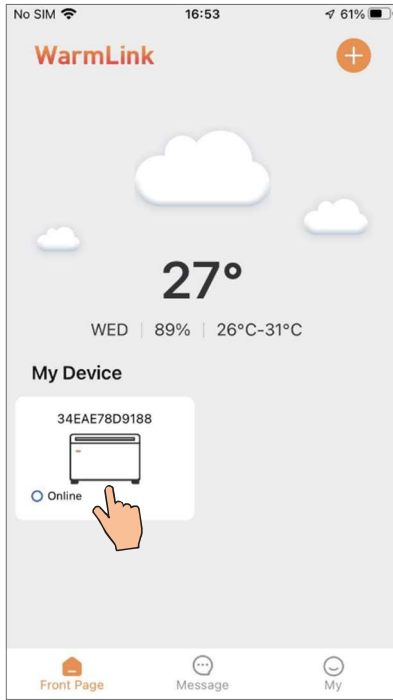 No SIM 16:53 61%
WarmLink
27°
WED | 89% | 26°C-31°C
My Device
34EAE78D9188
Online
Front Page Message My